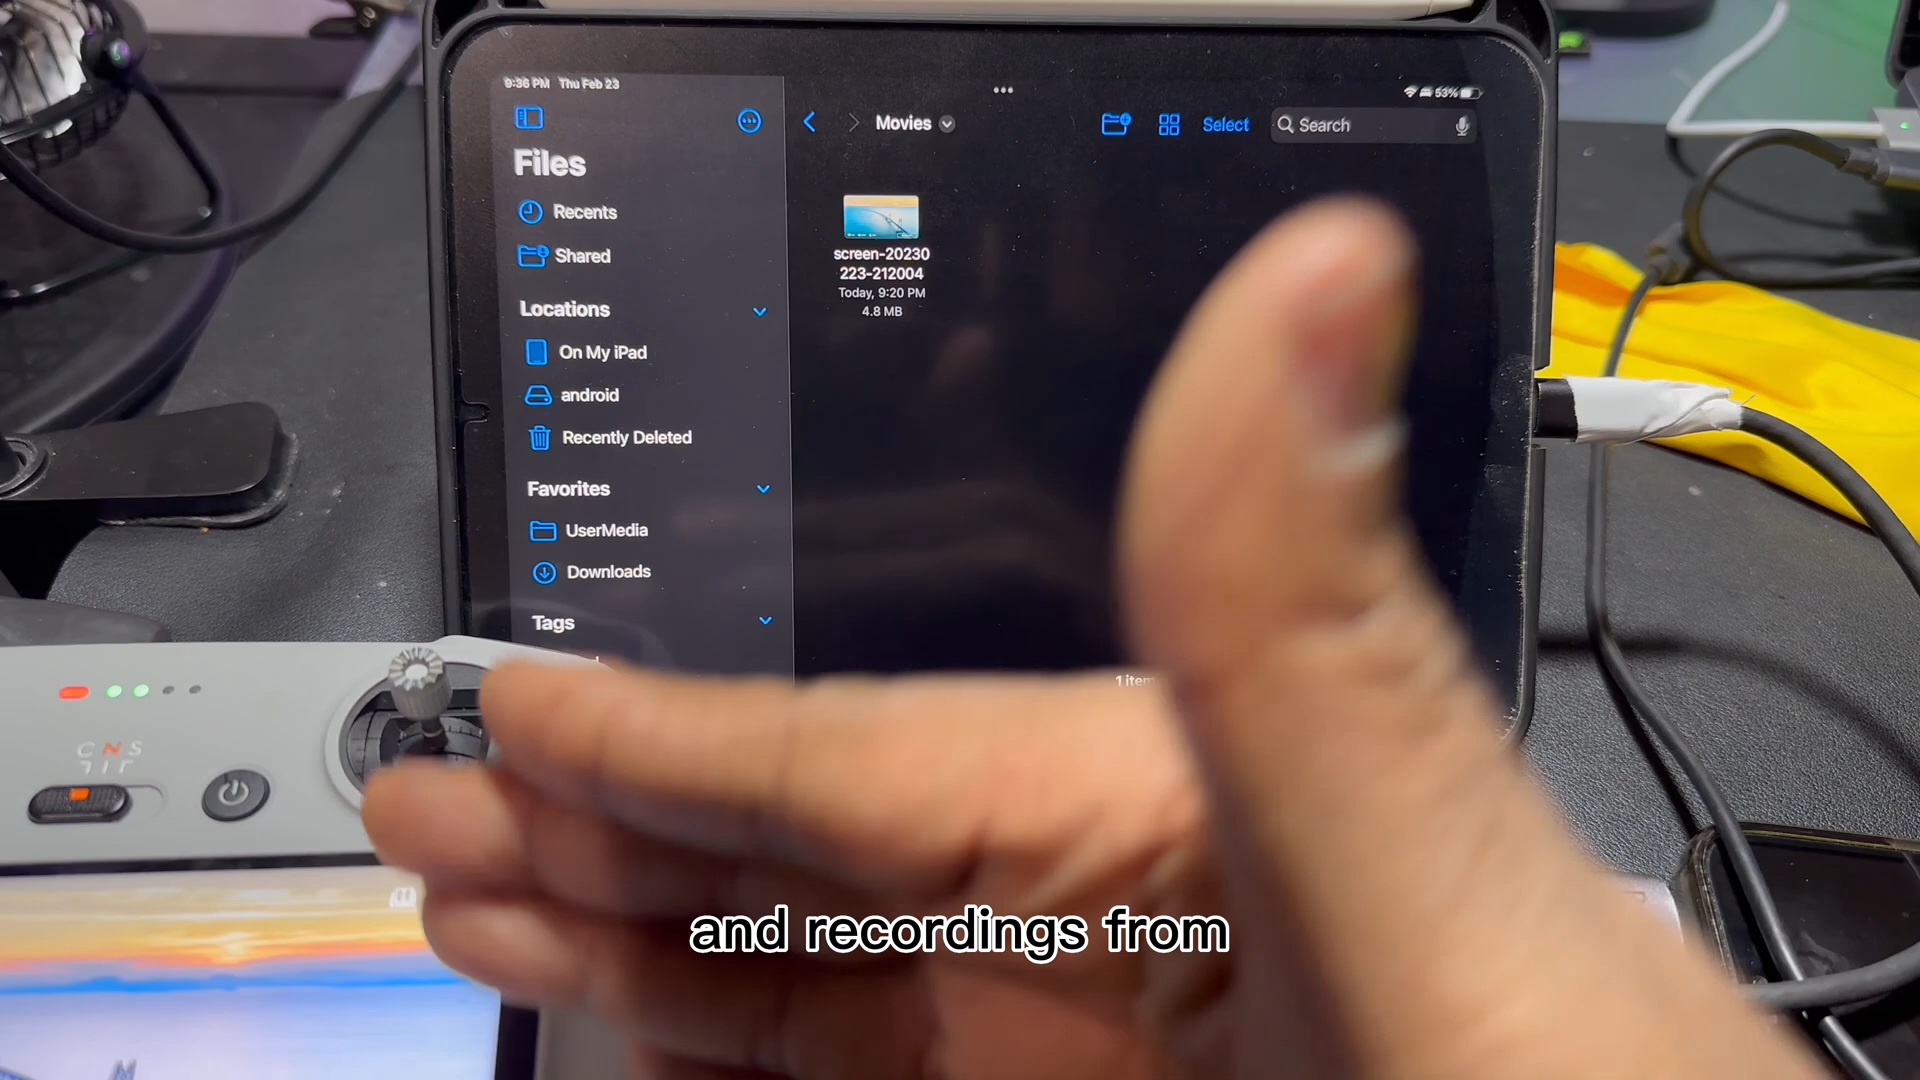 9:36 PM Thu Feb 23
53%
Files
Recents
Shared
Locations
On My iPad
android
Recently Deleted
Favorites
UserMedia
Downloads
Tags
Movies
Select
Search
screen-20230
223-212004
Today, 9:20 PM
4.8 MB
1 item
C N S
and recordings from